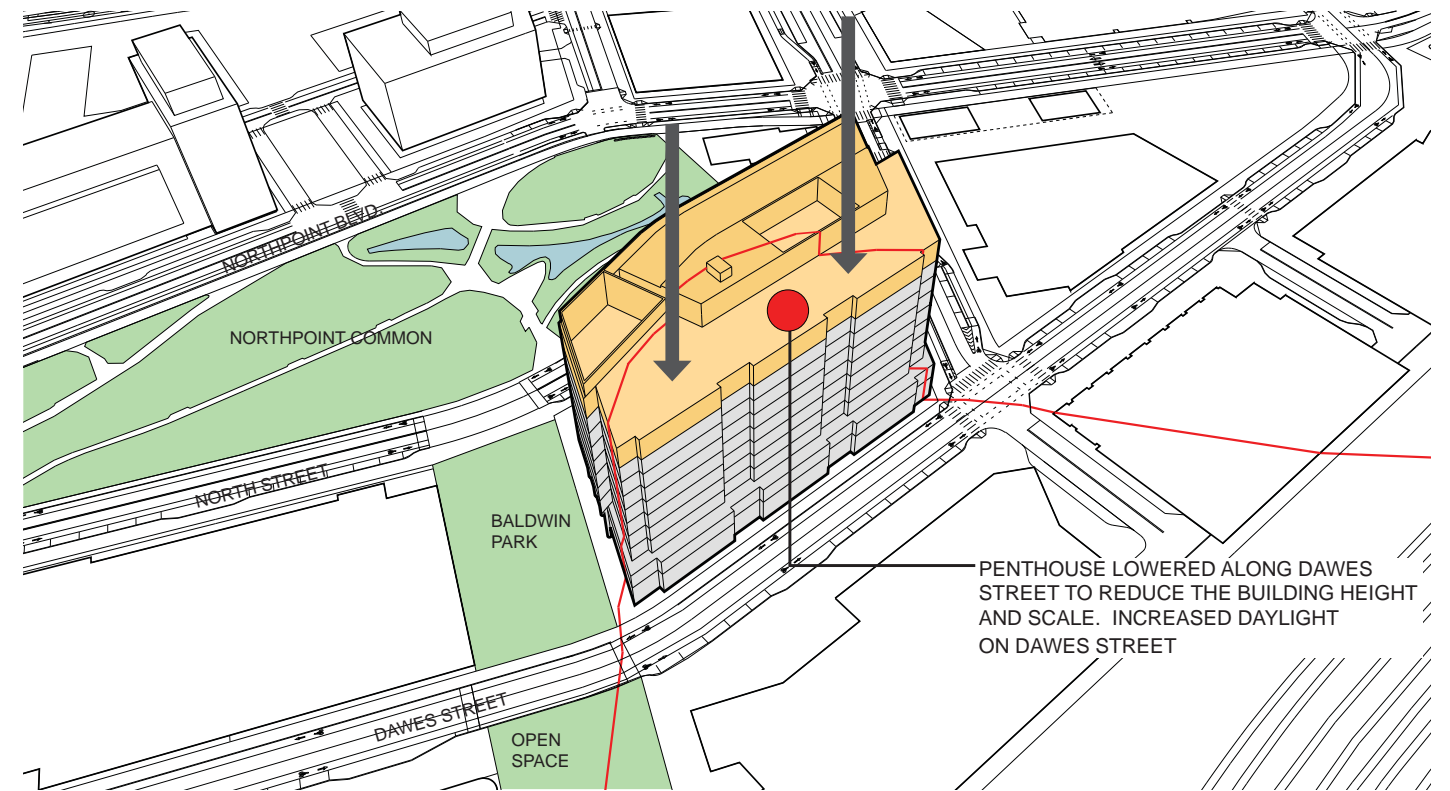 NORTHPOINT BLVD.
NORTHPOINT COMMON
NORTH STREET
BALDWIN
PARK
PENTHOUSE LOWERED ALONG DAWES
STREET TO REDUCE THE BUILDING HEIGHT
AND SCALE. INCREASED DAYLIGHT
ON DAWES STREET
DAWES STREET
OPEN
SPACE